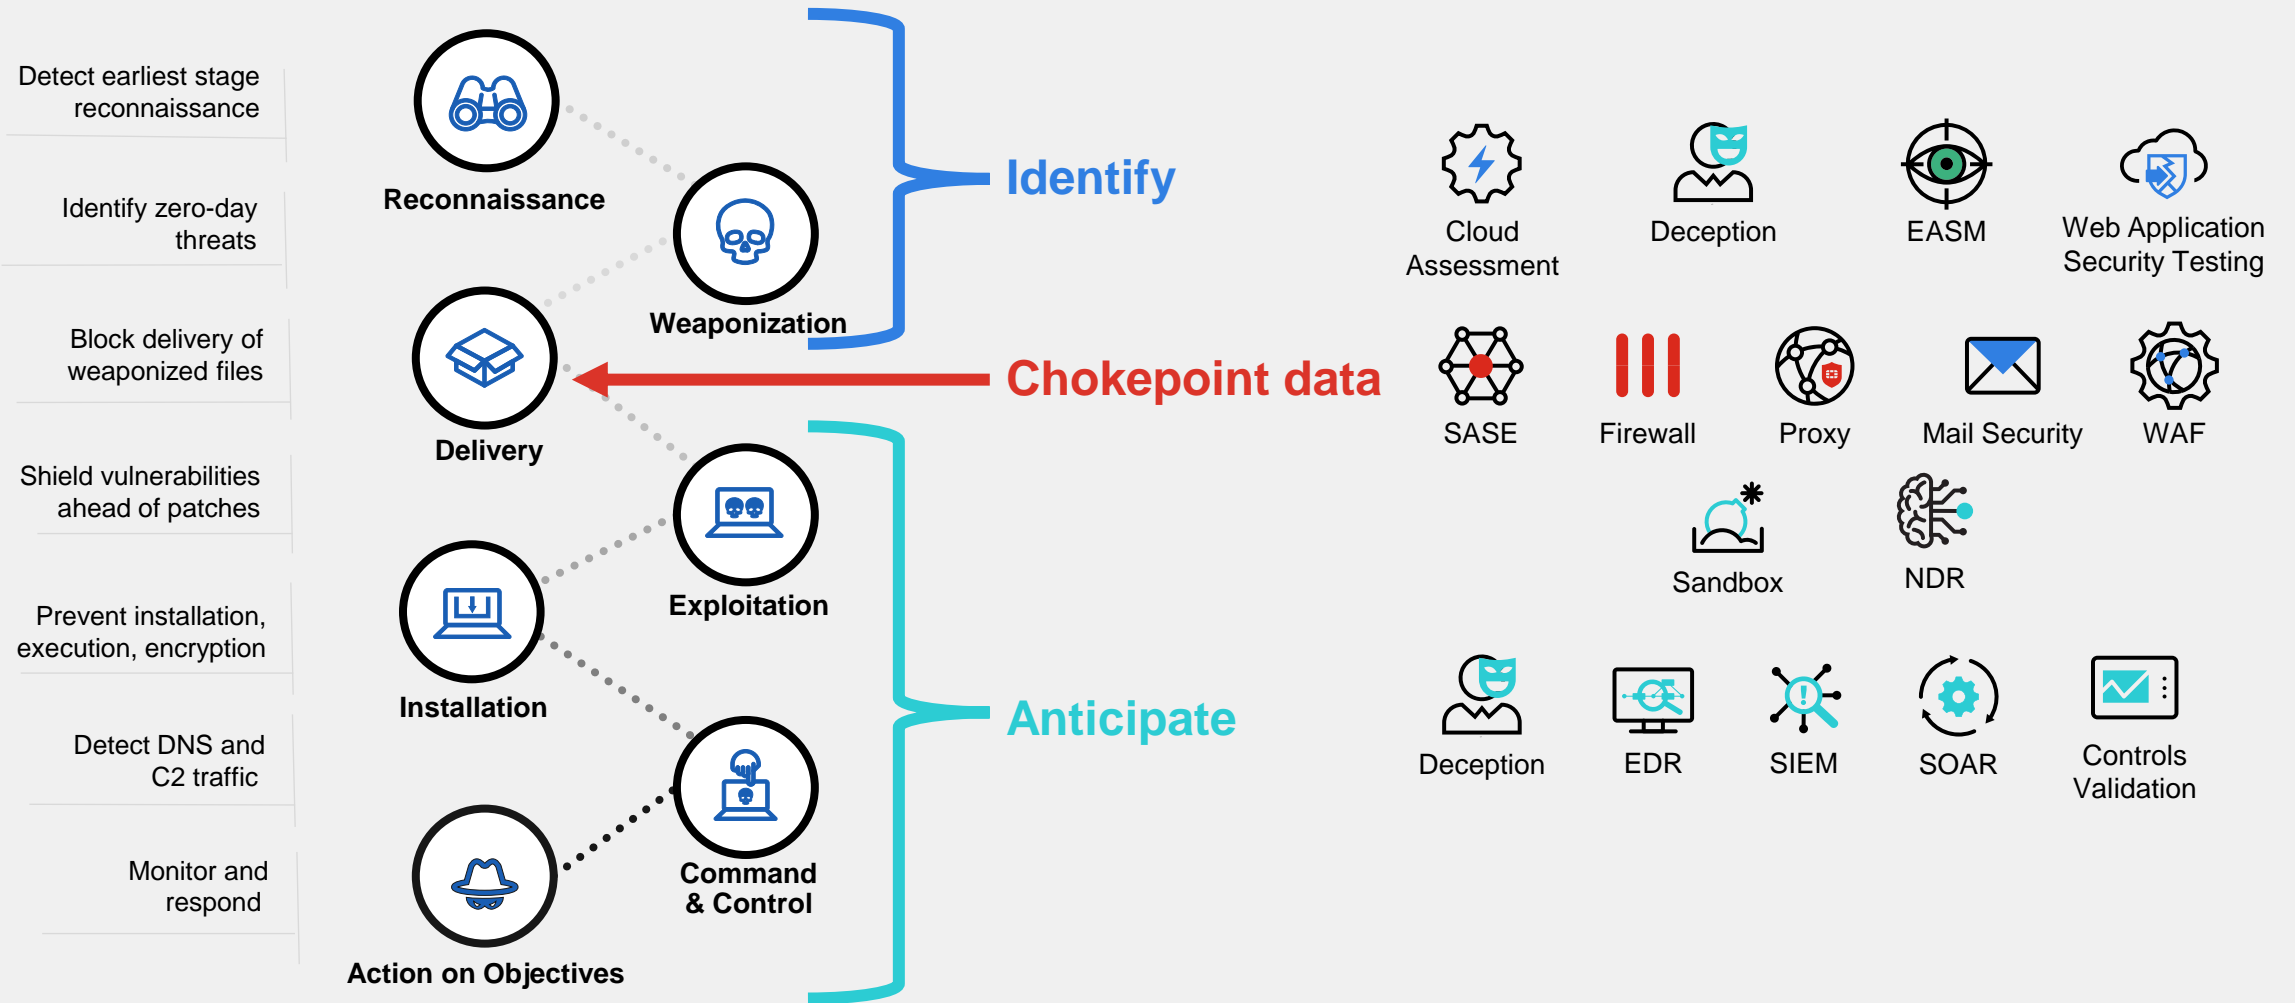 Detect earliest stage
reconnaissance
Identify zero-day
threats
Block delivery of
weaponized files
Shield vulnerabilities
ahead of patches
Prevent installation,
execution, encryption
Detect DNS and
C2 traffic
Monitor and
respond
Reconnaissance
Weaponization
Delivery
Exploitation
Installation
Command
& Control
Action on Objectives
Identify
Chokepoint data
Anticipate
Cloud
Assessment
Deception
EASM
Web Application
Security Testing
SASE
Firewall
Proxy
Mail Security
WAF
Sandbox
NDR
Deception
EDR
SIEM
SOAR
Controls
Validation